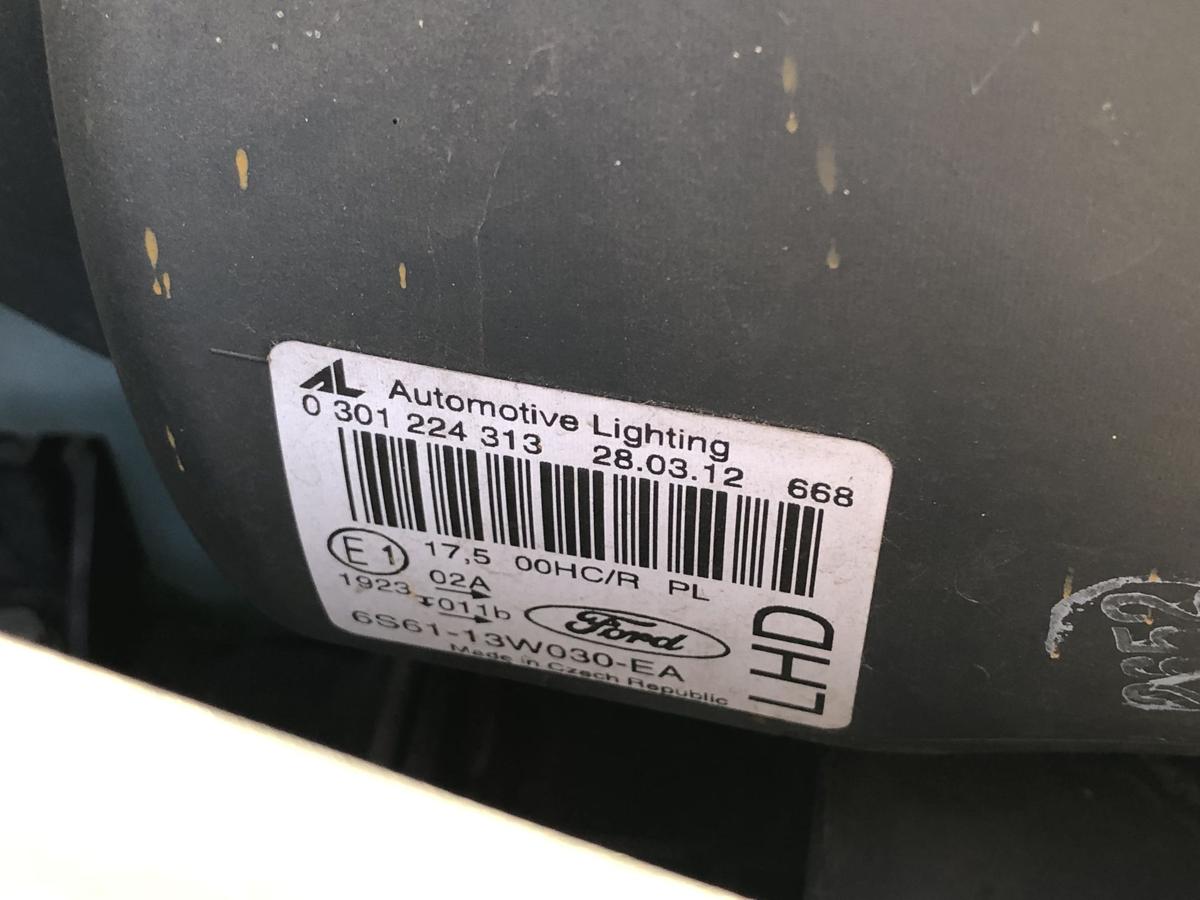 AL Automotive Lighting
0 301 224 313 28.03.12 668
E1 17,5 00HC/R PL
02A
1923 011b Ford
6S61-13W030-EA
Made in Czech Republic
LHD